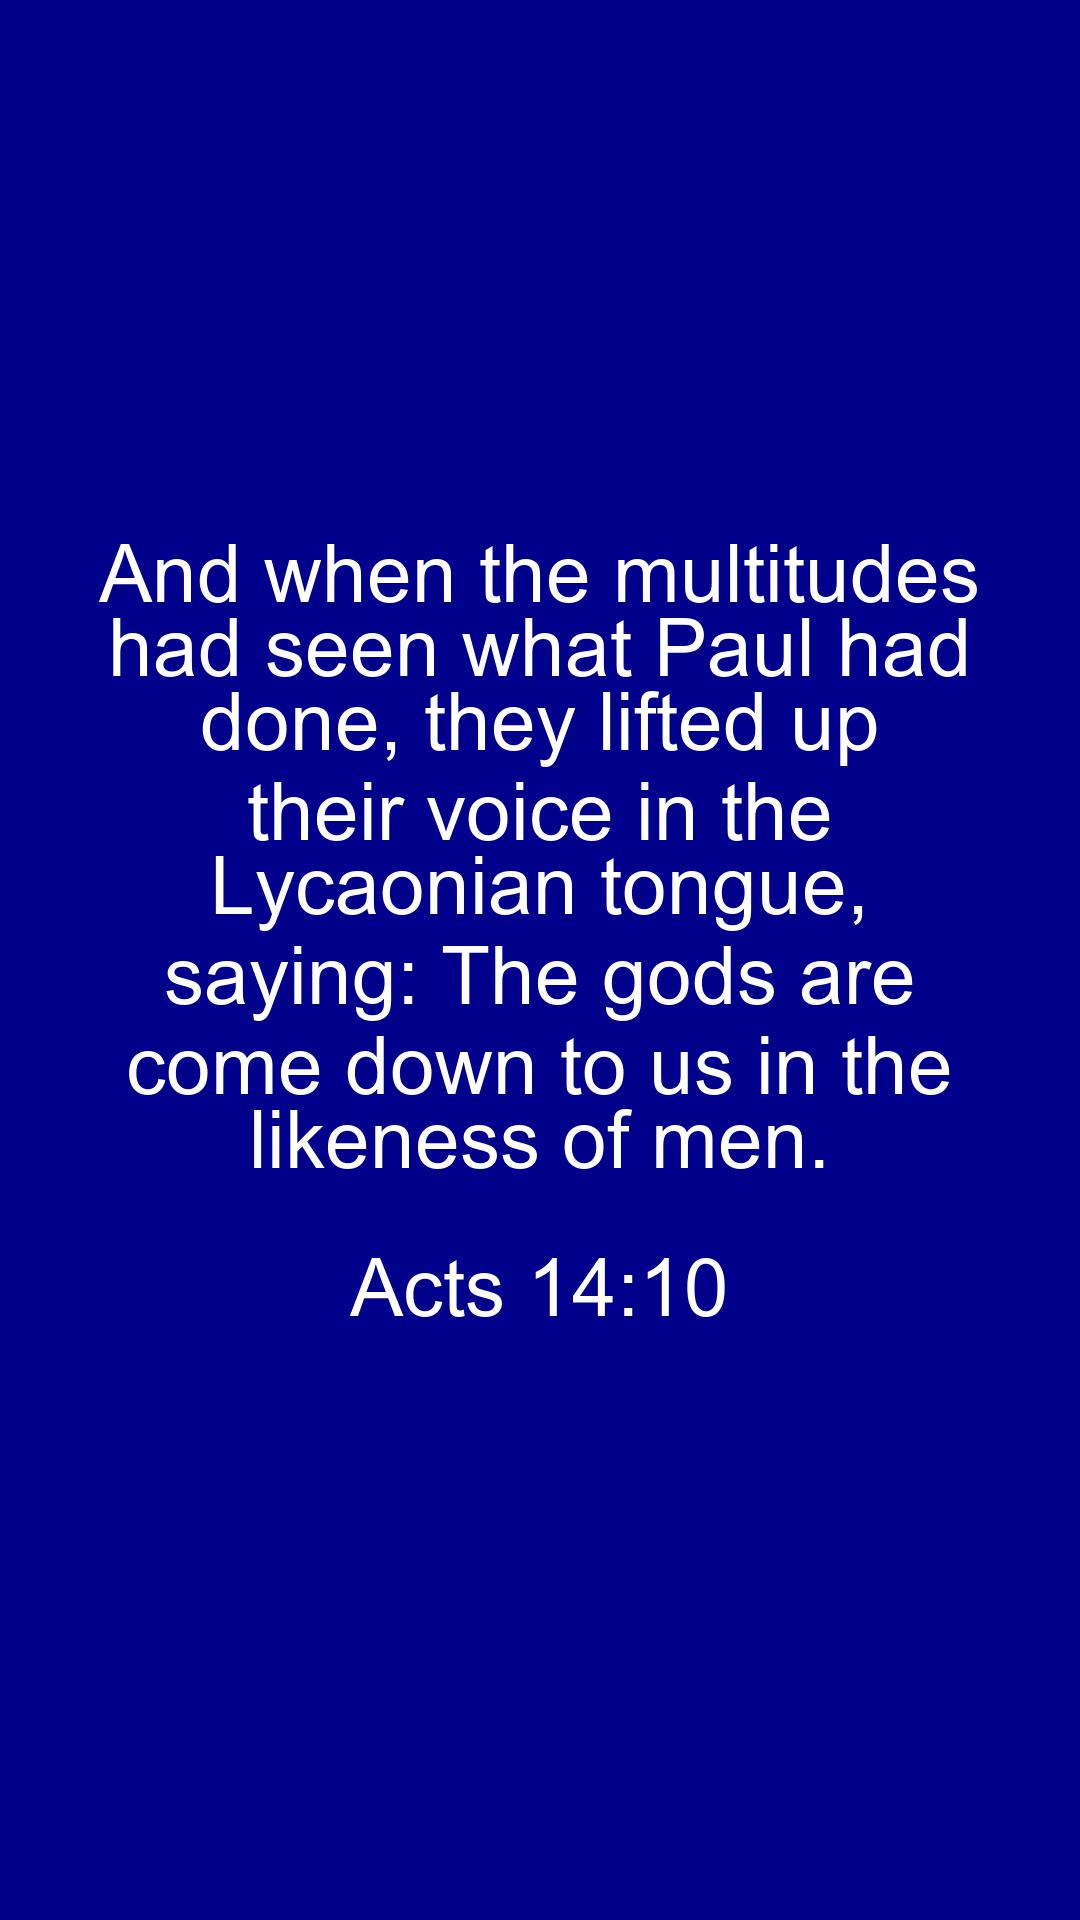 And when the multitudes
had seen what Paul had
done, they lifted up
their voice in the
Lycaonian tongue,
saying: The gods are
come down to us in the
likeness of men.
Acts 14:10